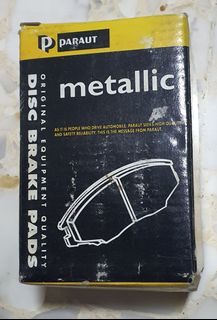 P PARAUT
metallic
AS IT IS PEOPLE WHO DRIVE AUTOMOBILE, PARAUT SEEKS HIGH QUALITY
AND SAFETY RELIABILITY. THIS IS THE MESSAGE FROM PARAUT.
ORIGINAL EQUIPMENT QUALITY
DISC BRAKE PADS